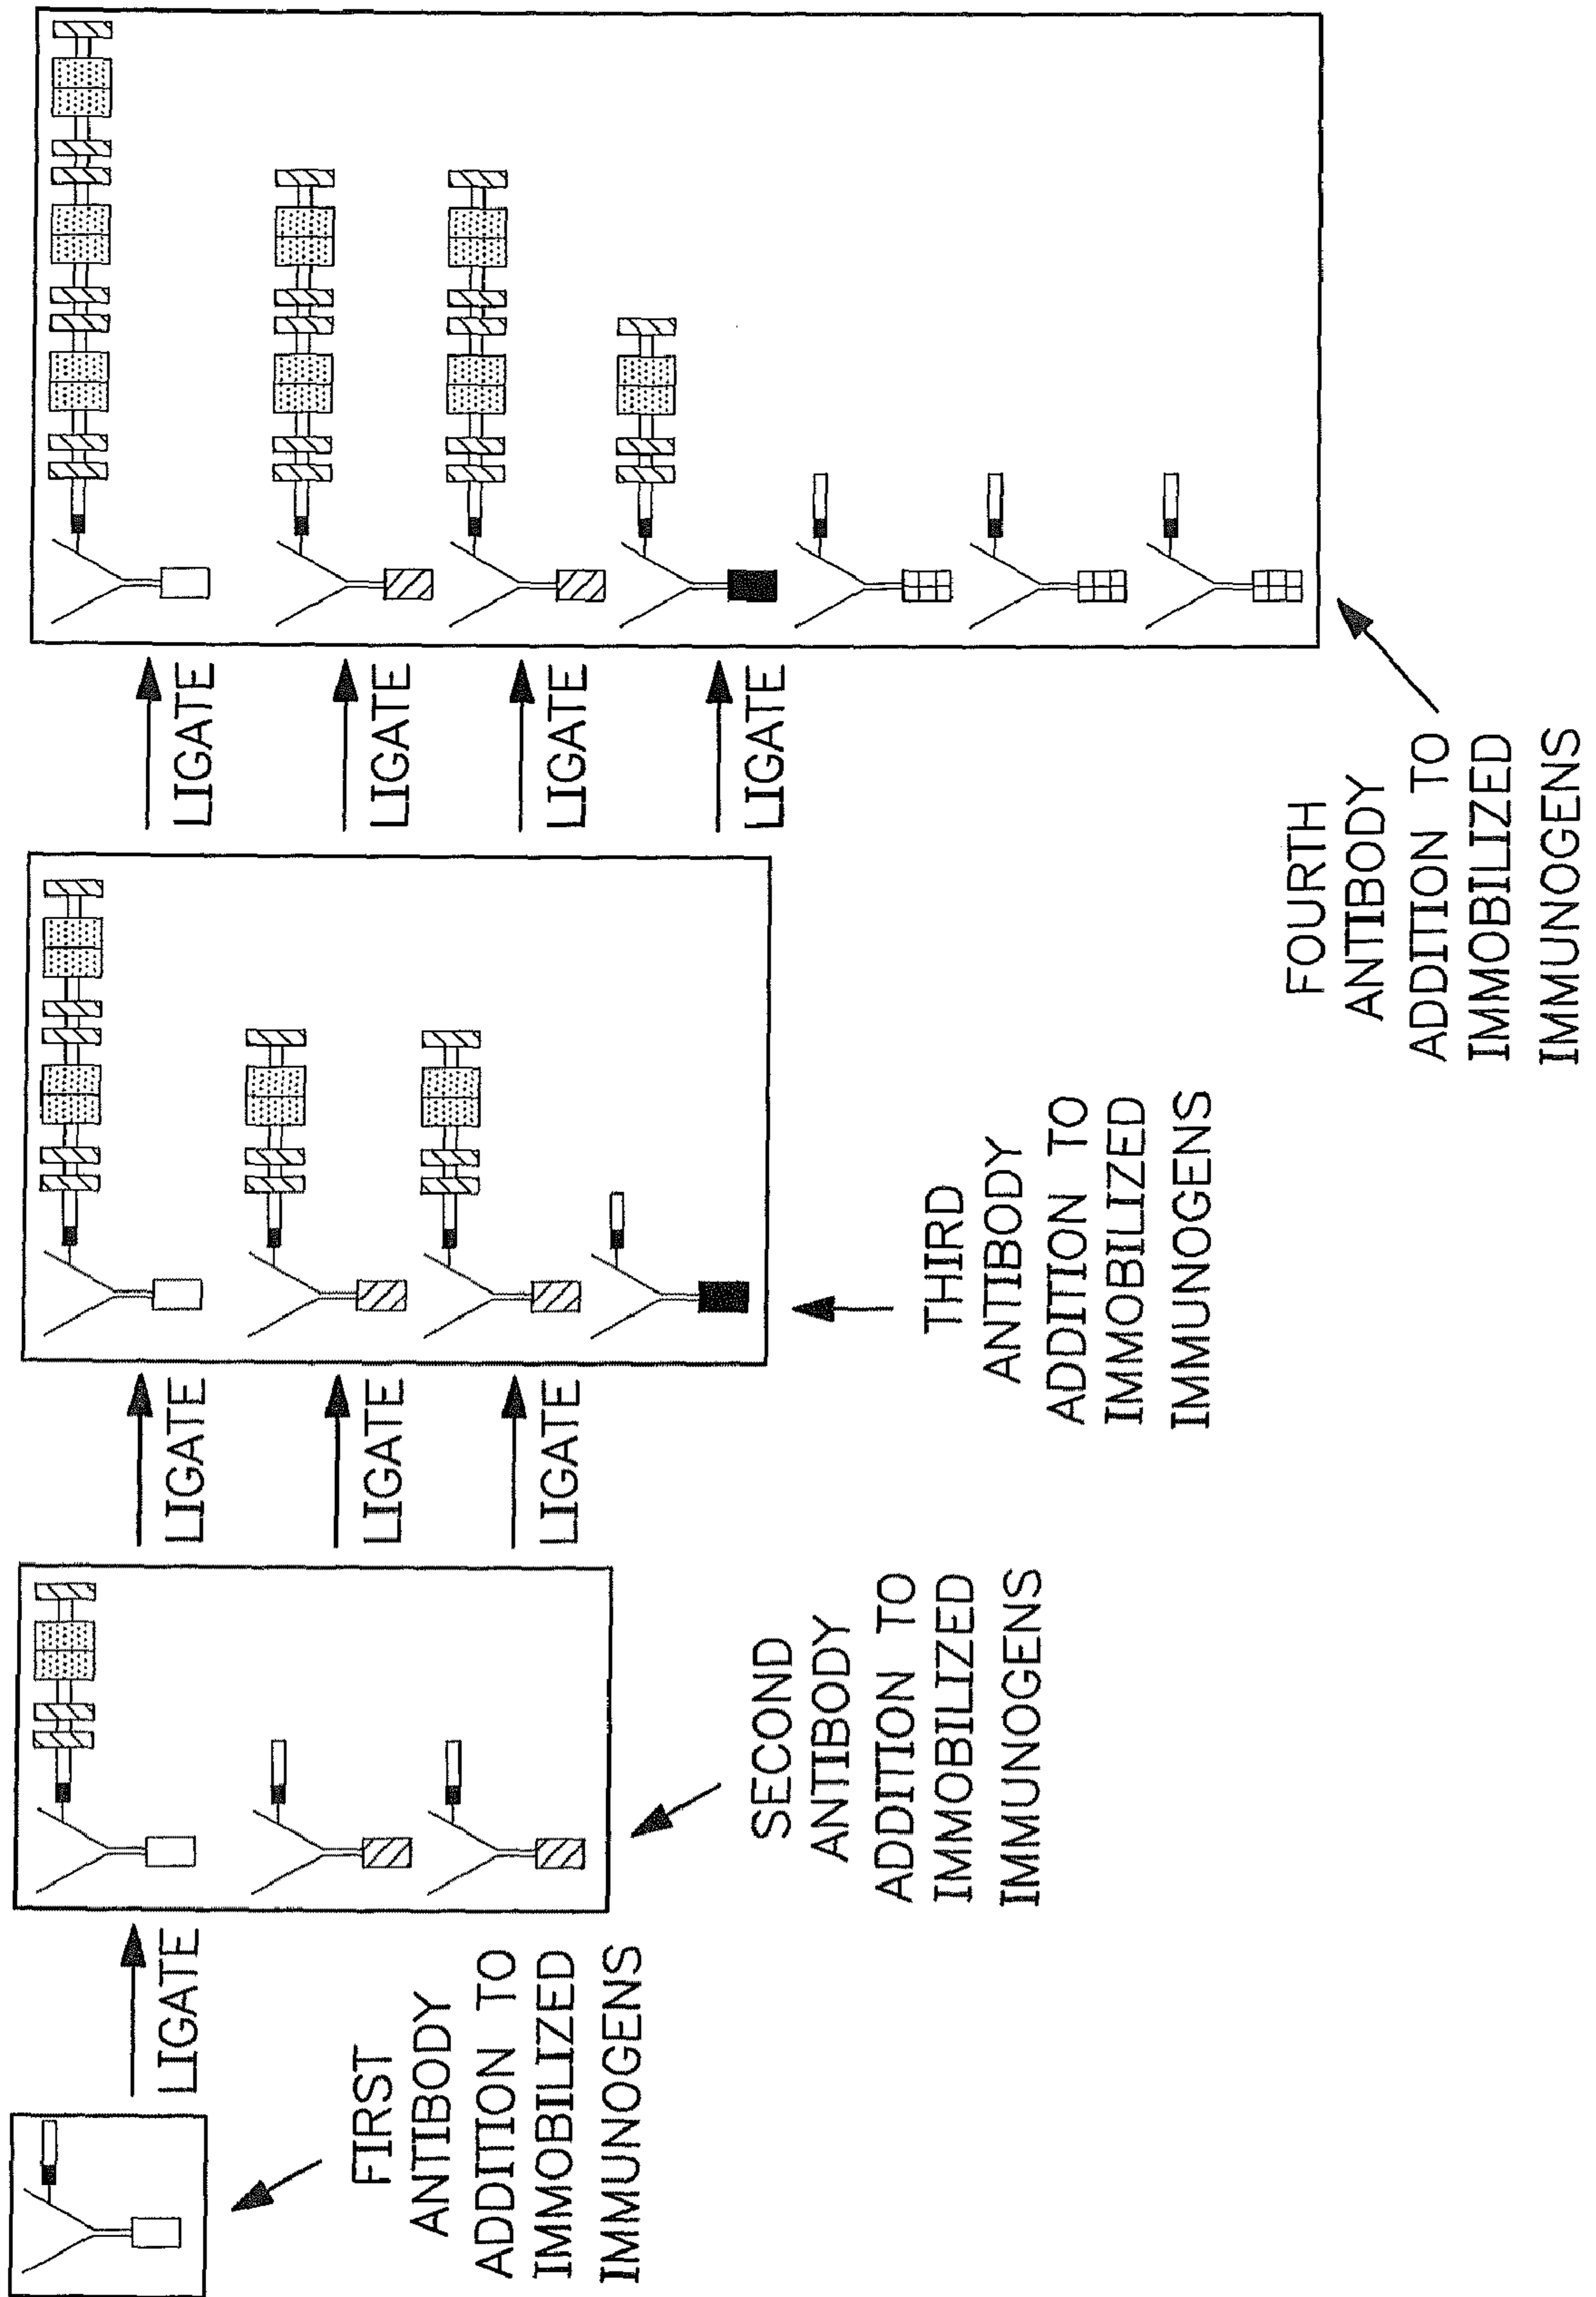 LIGATE
LIGATE
LIGATE
LIGATE
LIGATE
LIGATE
LIGATE
LIGATE
FIRST
ANTIBODY
ADDITION TO
IMMOBILIZED
IMMUNOGENS
SECOND
ANTIBODY
ADDITION TO
IMMOBILIZED
IMMUNOGENS
THIRD
ANTIBODY
ADDITION TO
IMMOBILIZED
IMMUNOGENS
FOURTH
ANTIBODY
ADDITION TO
IMMOBILIZED
IMMUNOGENS